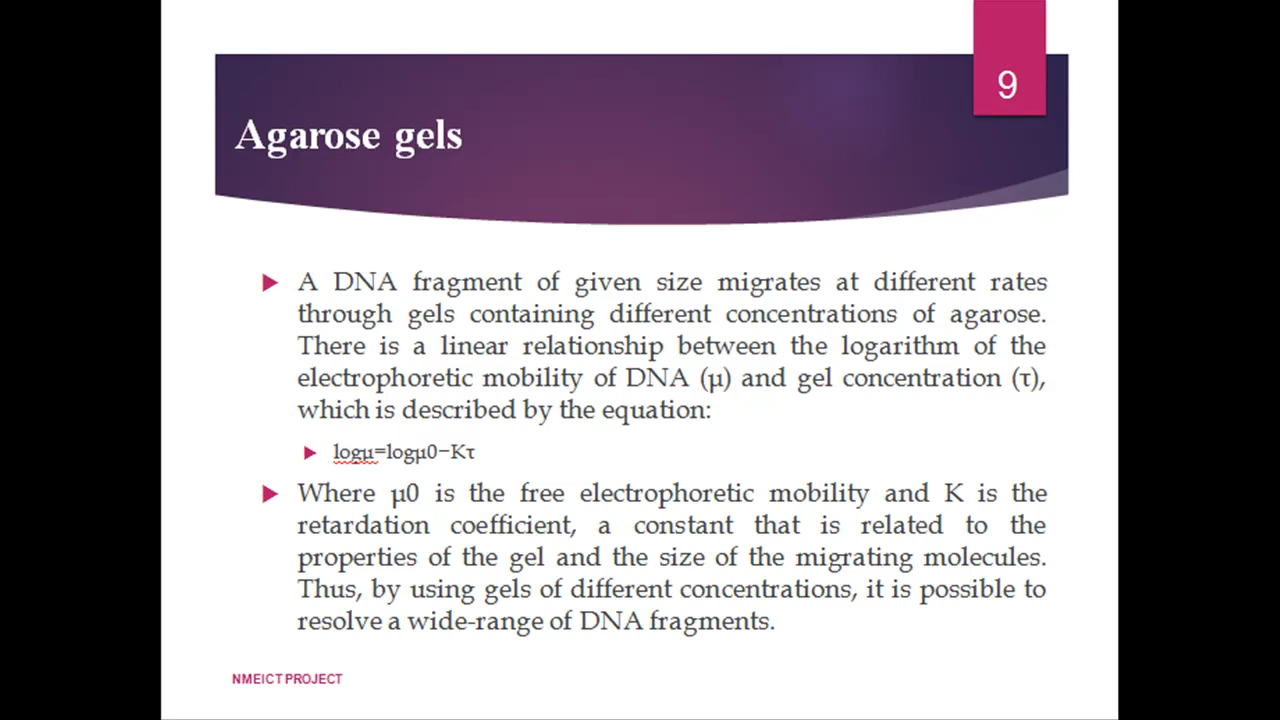 9
Agarose gels
A DNA fragment of given size migrates at different rates
through gels containing different concentrations of agarose.
There is a linear relationship between the logarithm of the
electrophoretic mobility of DNA (μ) and gel concentration (τ),
which is described by the equation:
logμ=logμ0−Kτ
Where μ0 is the free electrophoretic mobility and K is the
retardation coefficient, a constant that is related to the
properties of the gel and the size of the migrating molecules.
Thus, by using gels of different concentrations, it is possible to
resolve a wide-range of DNA fragments.
NMEICT PROJECT